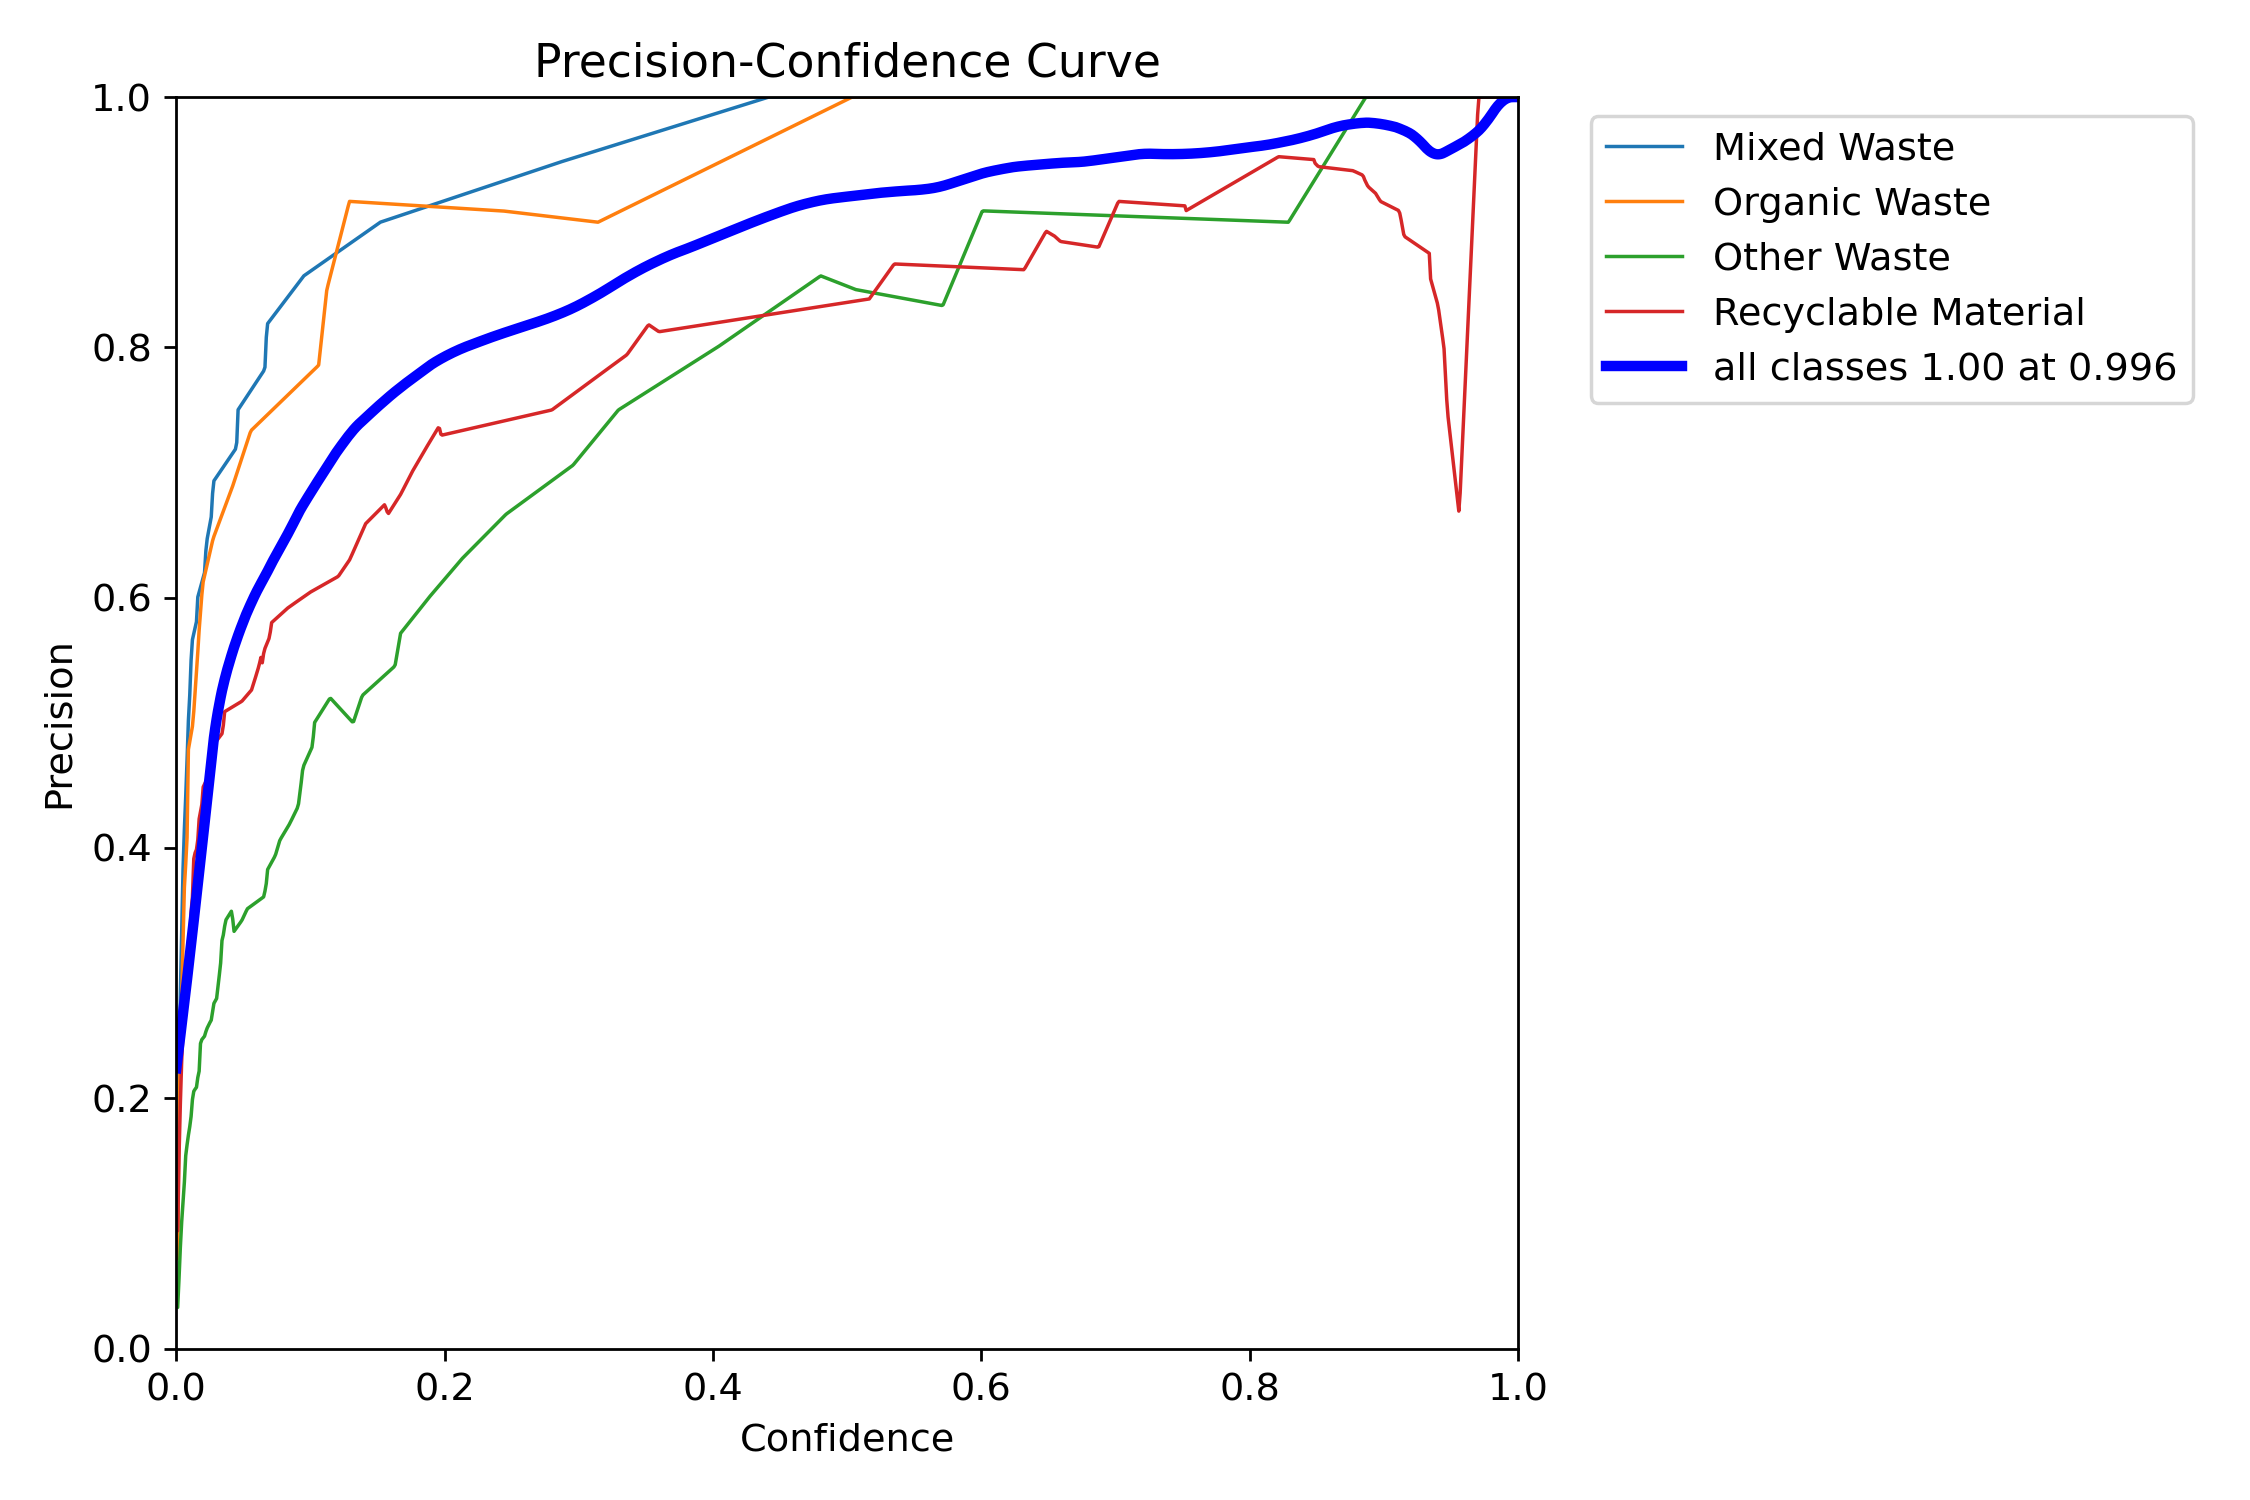 Precision-Confidence Curve
1.0
0.8
0.6
0.4
0.2
0.0
Precision
0.0 0.2 0.4 0.6 0.8 1.0
Confidence
Mixed Waste
Organic Waste
Other Waste
Recyclable Material
all classes 1.00 at 0.996